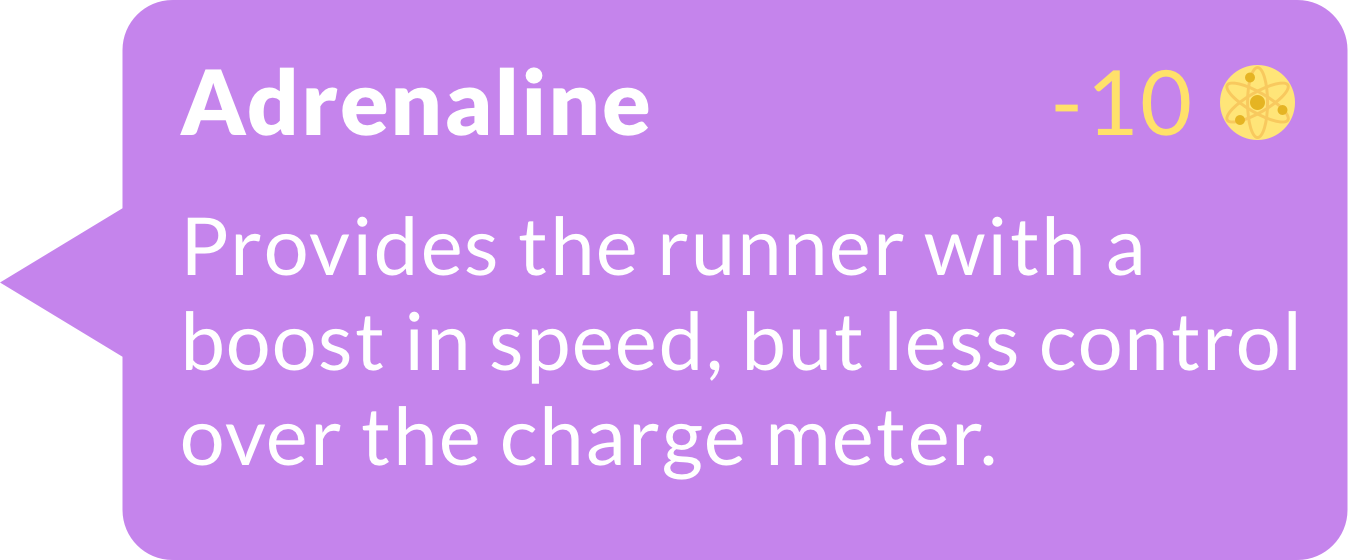 Adrenaline -10
Provides the runner with a
boost in speed, but less control
over the charge meter.